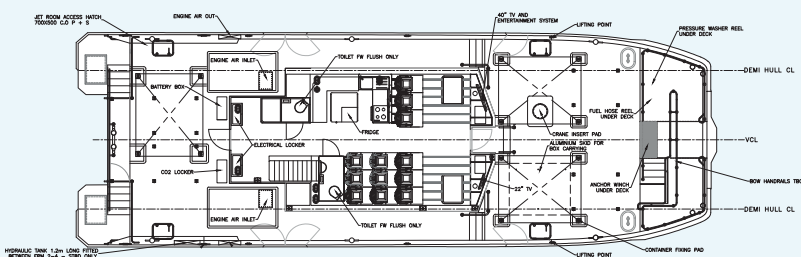 JET ROOM ACCESS HATCH
700X500 C.O P + S
ENGINE AIR OUT
40" TV AND
ENTERTAINMENT SYSTEM
LIFTING POINT
PRESSURE WASHER REEL
UNDER DECK
ENGINE AIR INLET
TOILET FW FLUSH ONLY
DEMI HULL CL
BATTERY BOX
FUEL HOSE REEL
UNDER DECK
FRIDGE
CRANE INSERT PAD
ELECTRICAL LOCKER
VCL
ALUMINIUM SKID FOR
BOX CARRYING
CO2 LOCKER
ANCHOR WINCH
UNDER DECK
BOW HANDRAILS TBC
22" TV
ENGINE AIR INLET
DEMI HULL CL
TOILET FW FLUSH ONLY
HYDRAULIC TANK 1.2m LONG FITTED
BETWEEN FRM 2-4 - STBD ONLY
CONTAINER FIXING PAD
LIFTING POINT